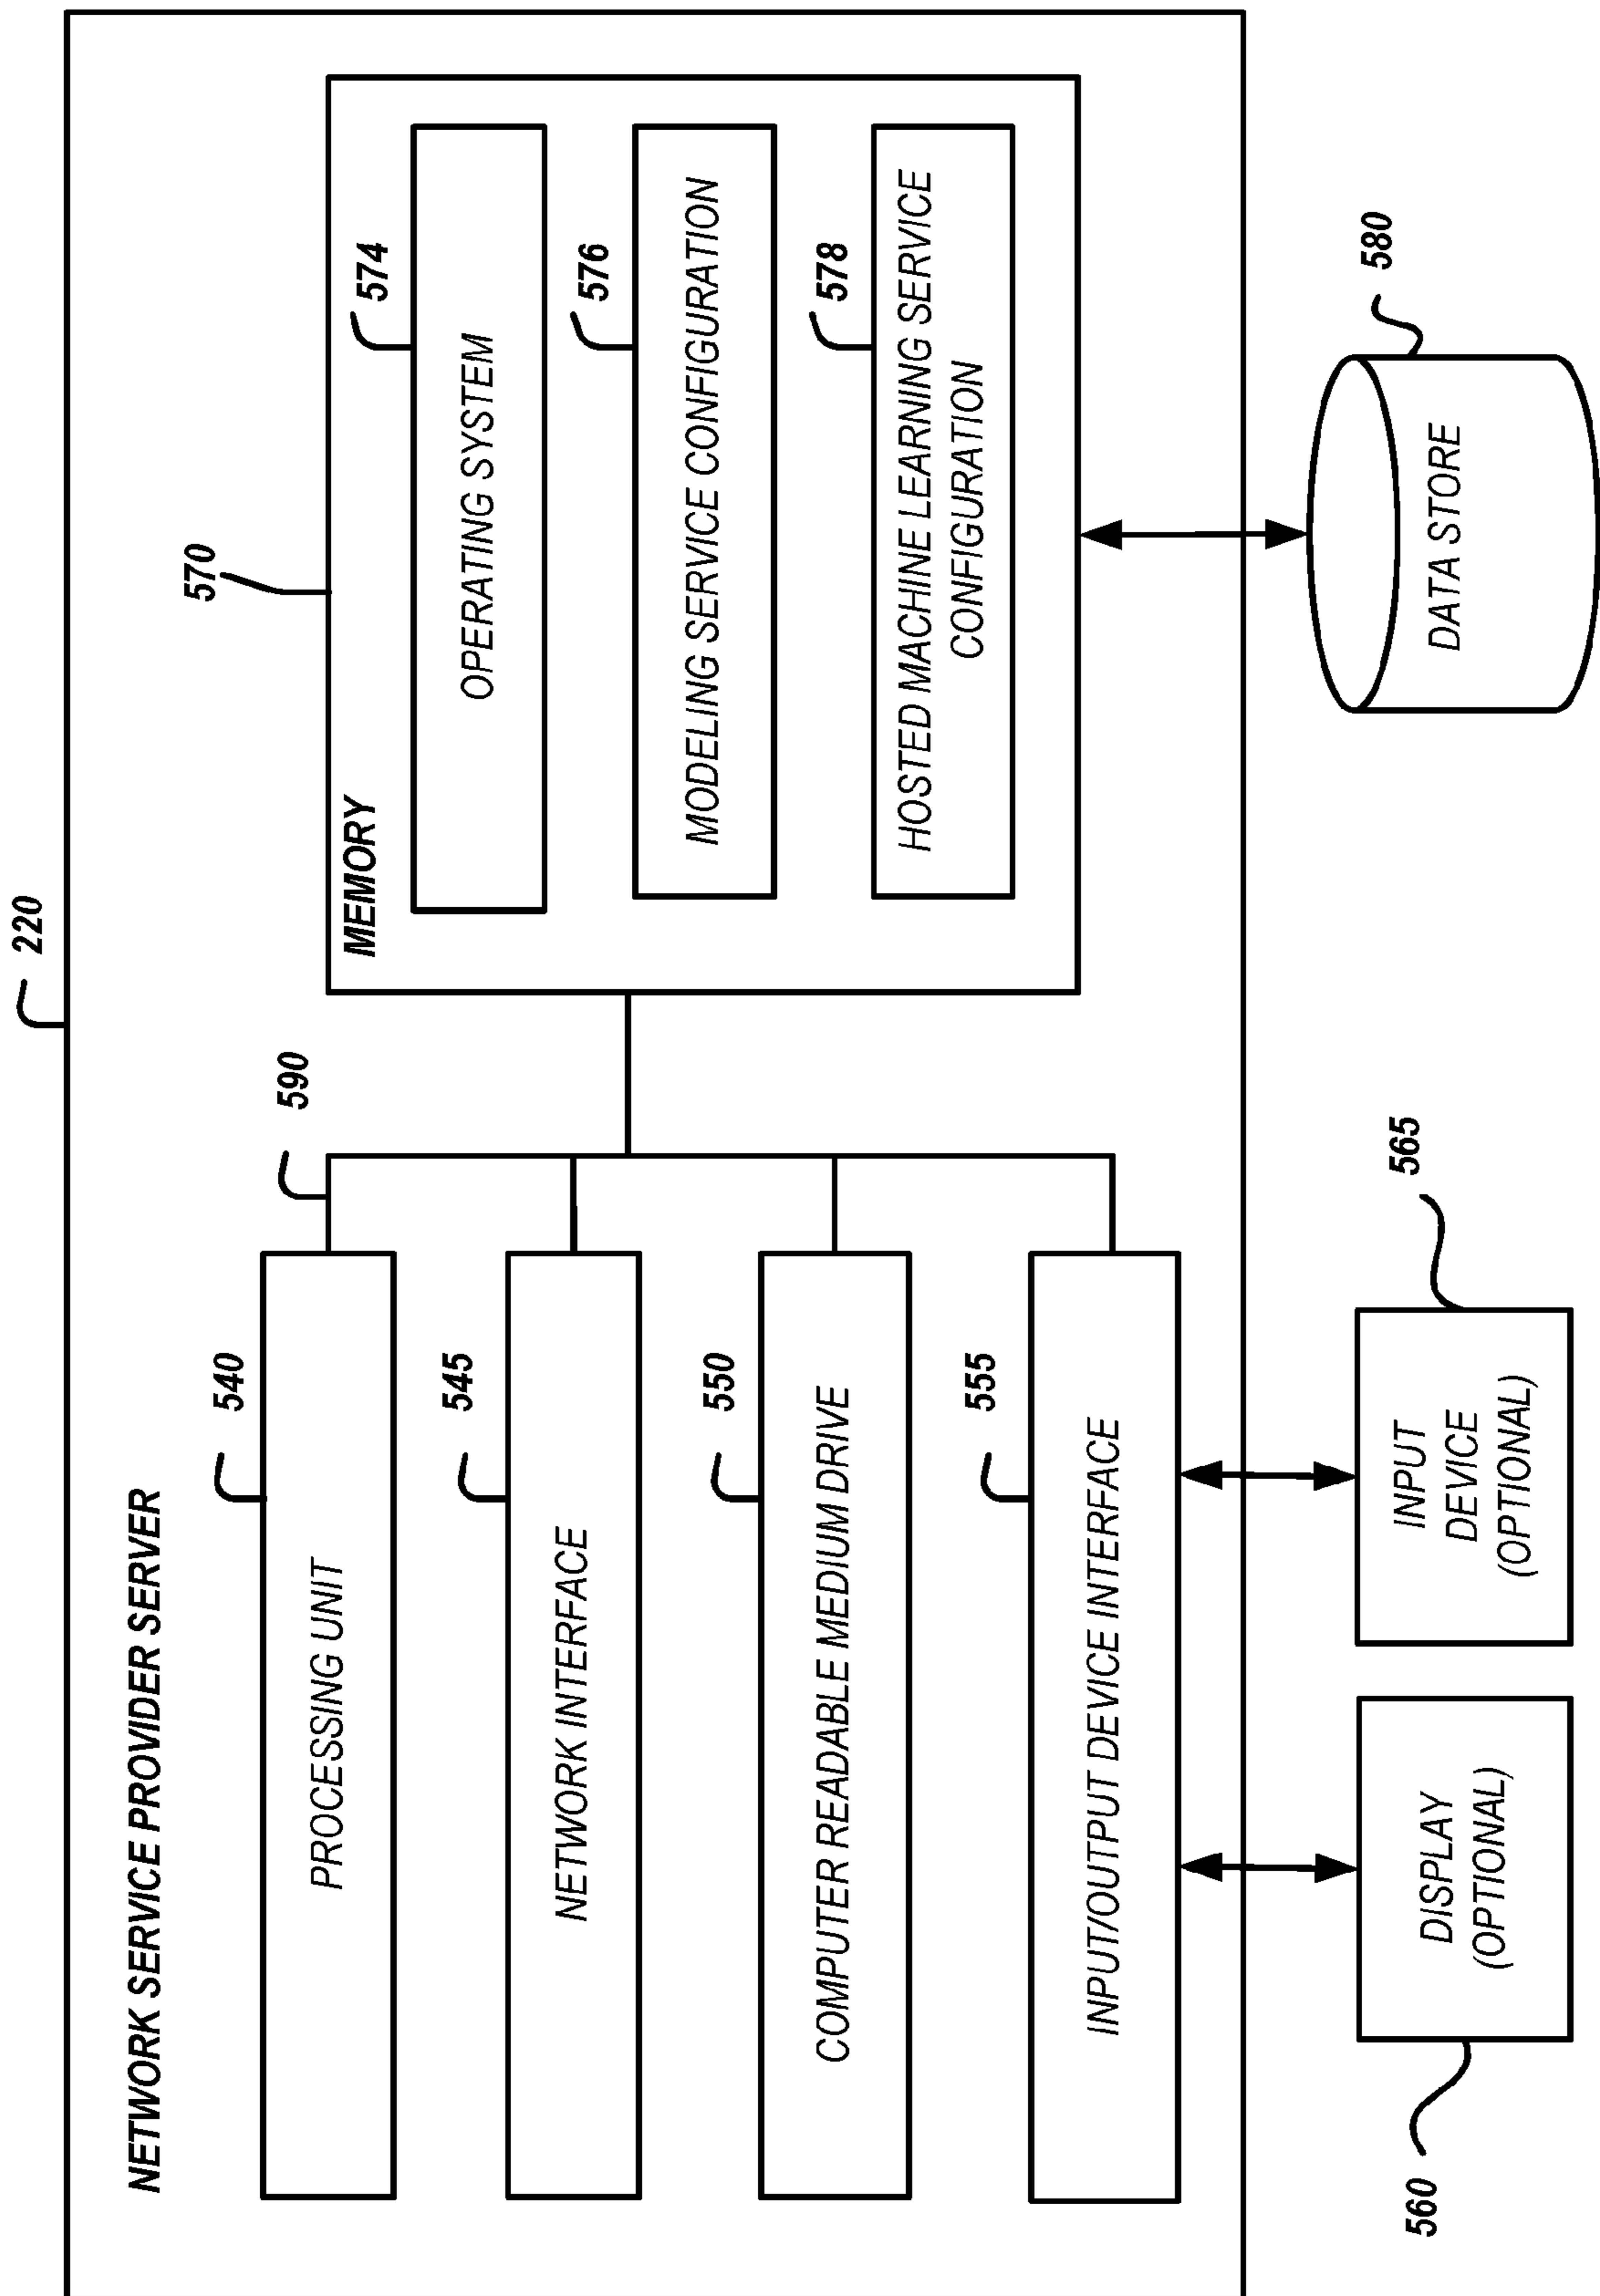 220
NETWORK SERVICE PROVIDER SERVER
540
PROCESSING UNIT
545
NETWORK INTERFACE
550
COMPUTER READABLE MEDIUM DRIVE
555
INPUT/OUTPUT DEVICE INTERFACE
590
570
MEMORY
574
OPERATING SYSTEM
576
MODELING SERVICE CONFIGURATION
578
HOSTED MACHINE LEARNING SERVICE
CONFIGURATION
560
DISPLAY
(OPTIONAL)
565
INPUT
DEVICE
(OPTIONAL)
580
DATA STORE